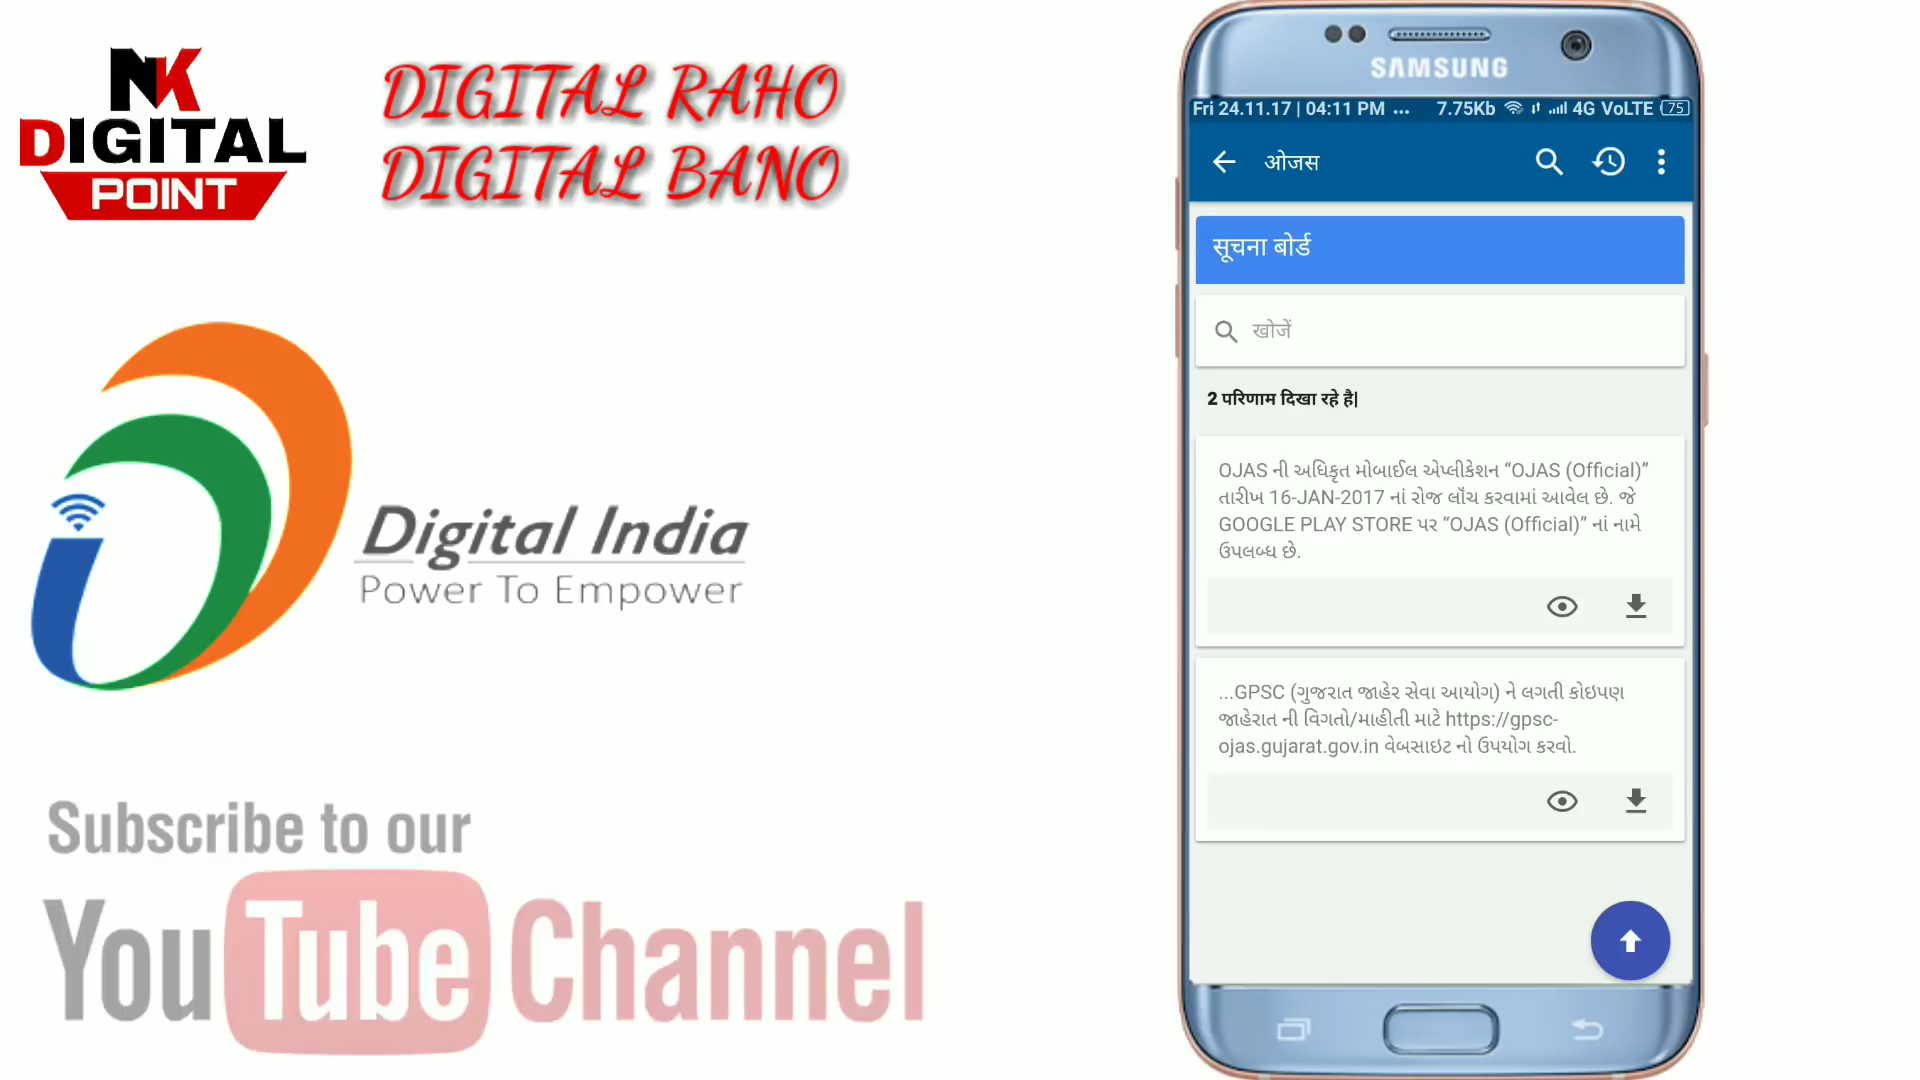 NK
DIGITAL
POINT
DIGITAL RAHO
DIGITAL BANO
Digital India
Power To Empower
Subscribe to our
YouTube Channel
SAMSUNG
Fri 24.11.17 | 04:11 PM ... 7.75Kb 4G VoLTE 75
ओजस
सूचना बोर्ड
खोजें
2 परिणाम दिखा रहे है|
OJAS ની અધિકૃત મોબાઈલ એપ્લીકેશન “OJAS (Official)”
તારીખ 16-JAN-2017 નાં રોજ લૉંચ કરવામાં આવેલ છે. જે
GOOGLE PLAY STORE પર “OJAS (Official)” નાં નામે
ઉપલબ્ધ છે.
...GPSC (ગુજરાત જાહેર સેવા આયોગ) ને લગતી કોઇપણ
જાહેરાત ની વિગતો/માહીતી માટે https://gpsc-
ojas.gujarat.gov.in વેબસાઇટ નો ઉપયોગ કરવો.